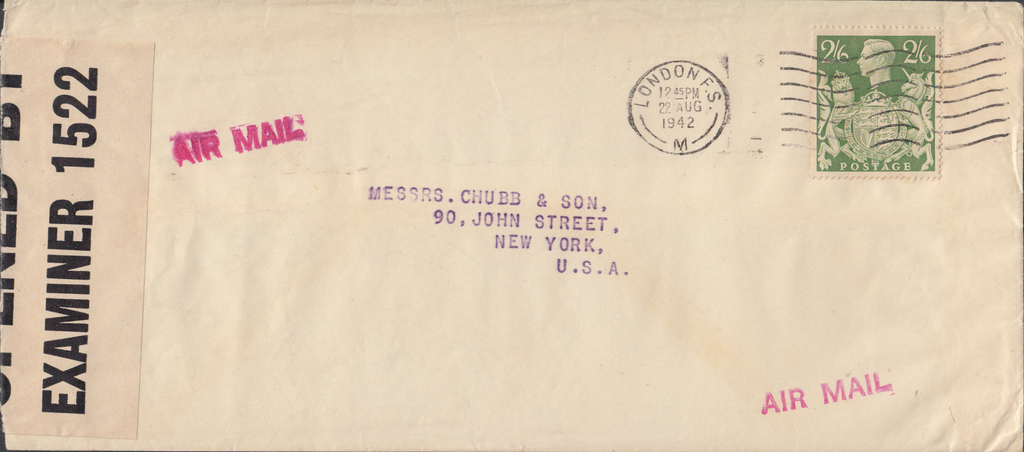 OPENED BY
EXAMINER 1522
AIR MAIL
LONDON F.S.
12 45 PM
22 AUG
1942
M
2/6 2/6
POSTAGE
MESSRS. CHUBB & SON,
90, JOHN STREET,
NEW YORK,
U.S.A.
AIR MAIL